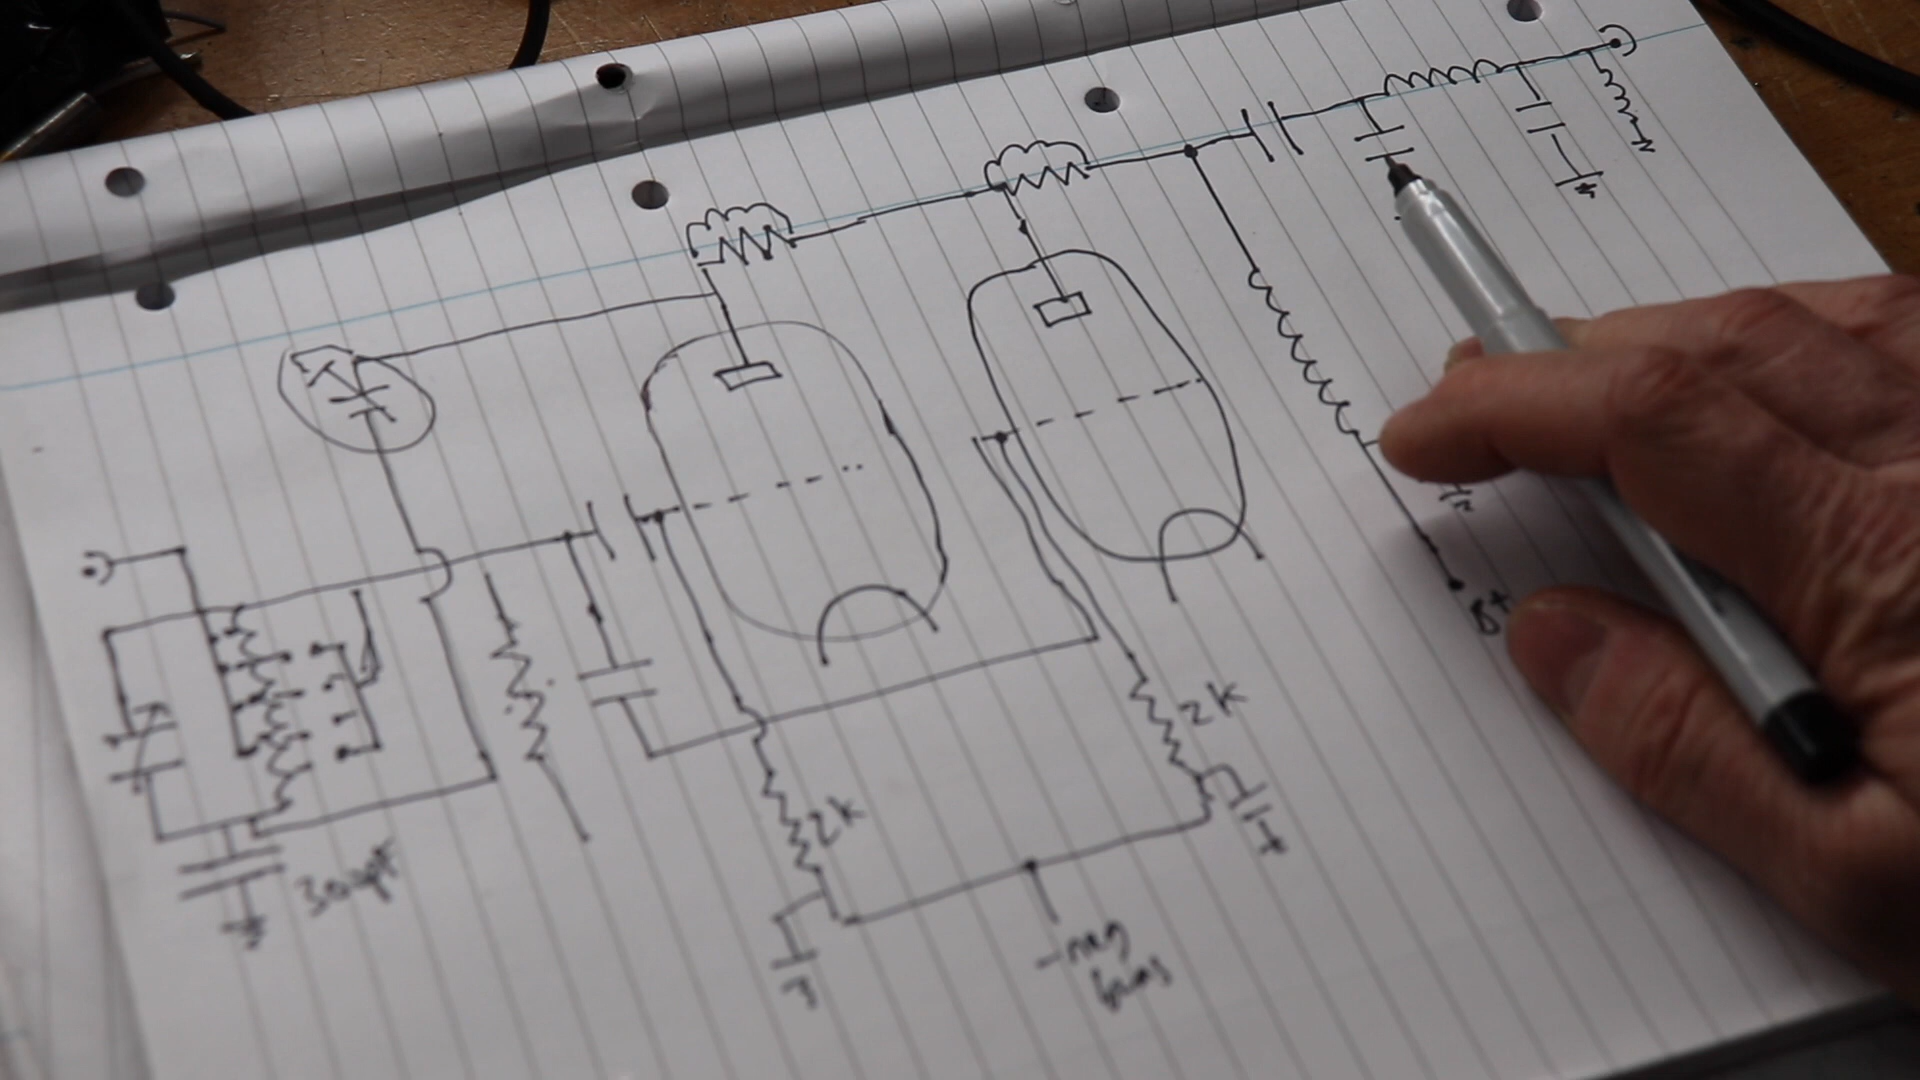 B+
2K
2K
300pf
-neg
bias